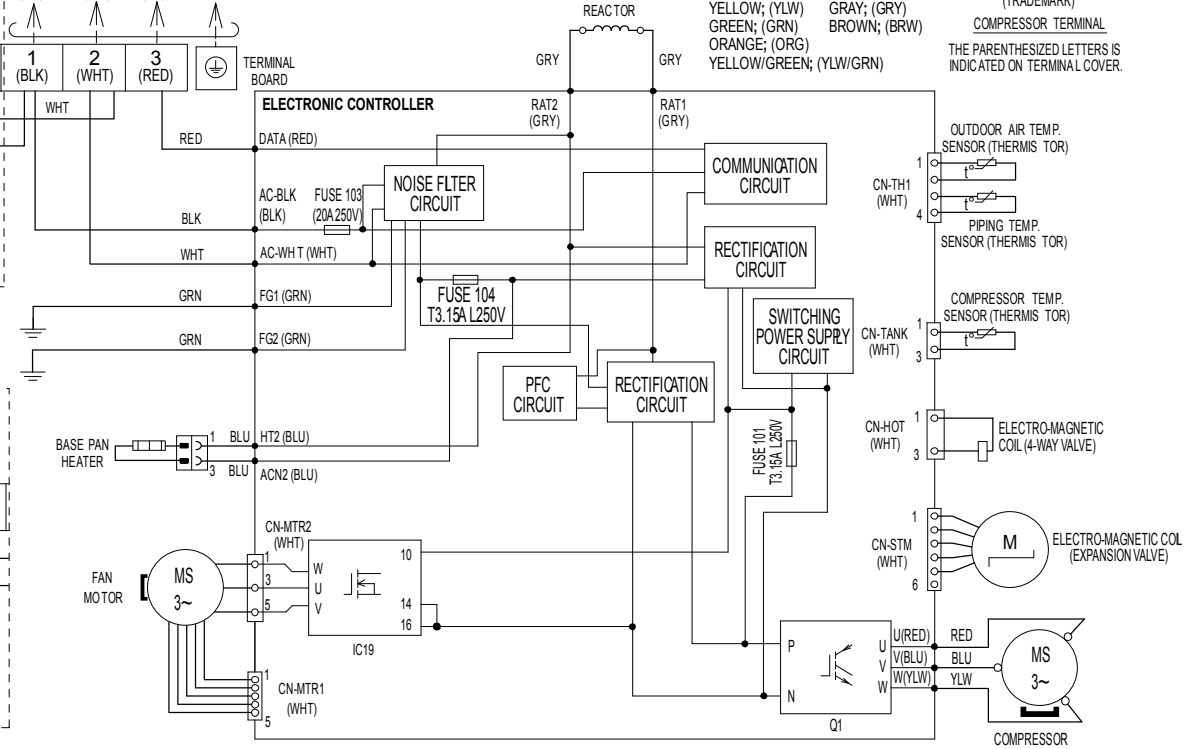 REACTOR
YELLOW; (YLW) GRAY; (GRY)
GREEN; (GRN) BROWN; (BRW)
ORANGE; (ORG)
YELLOW/GREEN; (YLW/GRN)
(TRADEMARK)
COMPRESSOR TERMINAL
THE PARENTHESIZED LETTERS IS
INDICATED ON TERMINAL COVER.
1 2 3
(BLK) (WHT) (RED)
TERMINAL
BOARD
WHT
GRY GRY
ELECTRONIC CONTROLLER
RAT2
(GRY)
RAT1
(GRY)
RED DATA (RED)
COMMUNICATION
CIRCUIT
NOISE FLTER
CIRCUIT
AC-BLK
(BLK)
FUSE 103
(20A 250V)
BLK
WHT AC-WHT (WHT)
RECTIFICATION
CIRCUIT
FUSE 104
T3.15A L250V
GRN FG1 (GRN)
GRN FG2 (GRN)
SWITCHING
POWER SUPPLY
CIRCUIT
PFC
CIRCUIT
RECTIFICATION
CIRCUIT
FUSE 101
T3.15A L250V
BASE PAN
HEATER
1 BLU HT2 (BLU)
3 BLU ACN2 (BLU)
CN-MTR2
(WHT)
FAN
MOTOR
MS
3~
1
3
5
W
U
V
10
14
16
IC19
CN-MTR1
(WHT)
1
5
OUTDOOR AIR TEMP.
SENSOR (THERMIS TOR)
CN-TH1
(WHT)
1
4
t°
t°
PIPING TEMP.
SENSOR (THERMIS TOR)
COMPRESSOR TEMP.
SENSOR (THERMIS TOR)
CN-TANK
(WHT)
1
3
t°
CN-HOT
(WHT)
1
3
ELECTRO-MAGNETIC
COIL (4-WAY VALVE)
CN-STM
(WHT)
1
6
M
ELECTRO-MAGNETIC COIL
(EXPANSION VALVE)
P
N
U
V
W
Q1
U(RED) RED
V(BLU) BLU
W(YLW) YLW
MS
3~
COMPRESSOR